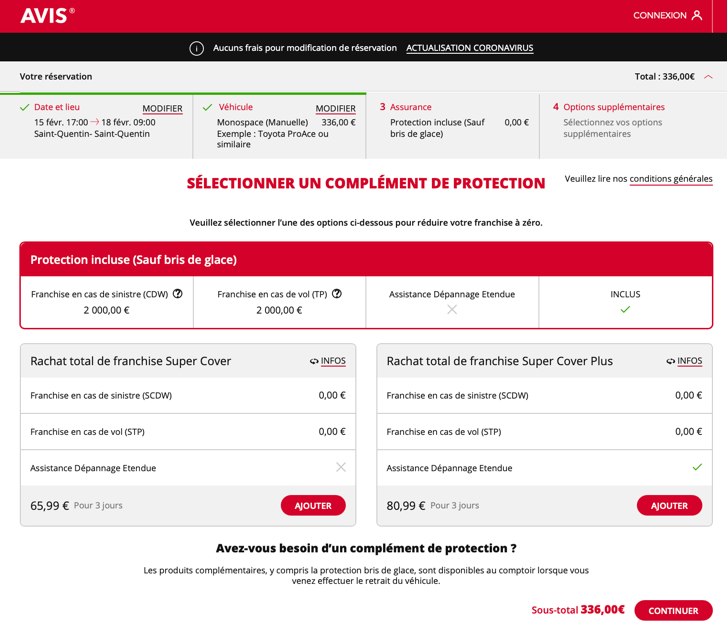 AVIS®
CONNEXION
Aucuns frais pour modification de réservation ACTUALISATION CORONAVIRUS
Votre réservation
Total : 336,00€
Date et lieu MODIFIER
15 févr. 17:00 → 18 févr. 09:00
Saint-Quentin- Saint-Quentin
Véhicule MODIFIER
Monospace (Manuelle) 336,00 €
Exemple : Toyota ProAce ou
similaire
3 Assurance
Protection incluse (Sauf 0,00 €
bris de glace)
4 Options supplémentaires
Sélectionnez vos options
supplémentaires
SÉLECTIONNER UN COMPLÉMENT DE PROTECTION
Veuillez lire nos conditions générales
Veuillez sélectionner l'une des options ci-dessous pour réduire votre franchise à zéro.
Protection incluse (Sauf bris de glace)
Franchise en cas de sinistre (CDW) ?
2 000,00 €
Franchise en cas de vol (TP) ?
2 000,00 €
Assistance Dépannage Etendue
INCLUS
Rachat total de franchise Super Cover INFOS
Franchise en cas de sinistre (SCDW) 0,00 €
Franchise en cas de vol (STP) 0,00 €
Assistance Dépannage Etendue
65,99 € Pour 3 jours AJOUTER
Rachat total de franchise Super Cover Plus INFOS
Franchise en cas de sinistre (SCDW) 0,00 €
Franchise en cas de vol (STP) 0,00 €
Assistance Dépannage Etendue
80,99 € Pour 3 jours AJOUTER
Avez-vous besoin d'un complément de protection ?
Les produits complémentaires, y compris la protection bris de glace, sont disponibles au comptoir lorsque vous
venez effectuer le retrait du véhicule.
Sous-total 336,00€ CONTINUER